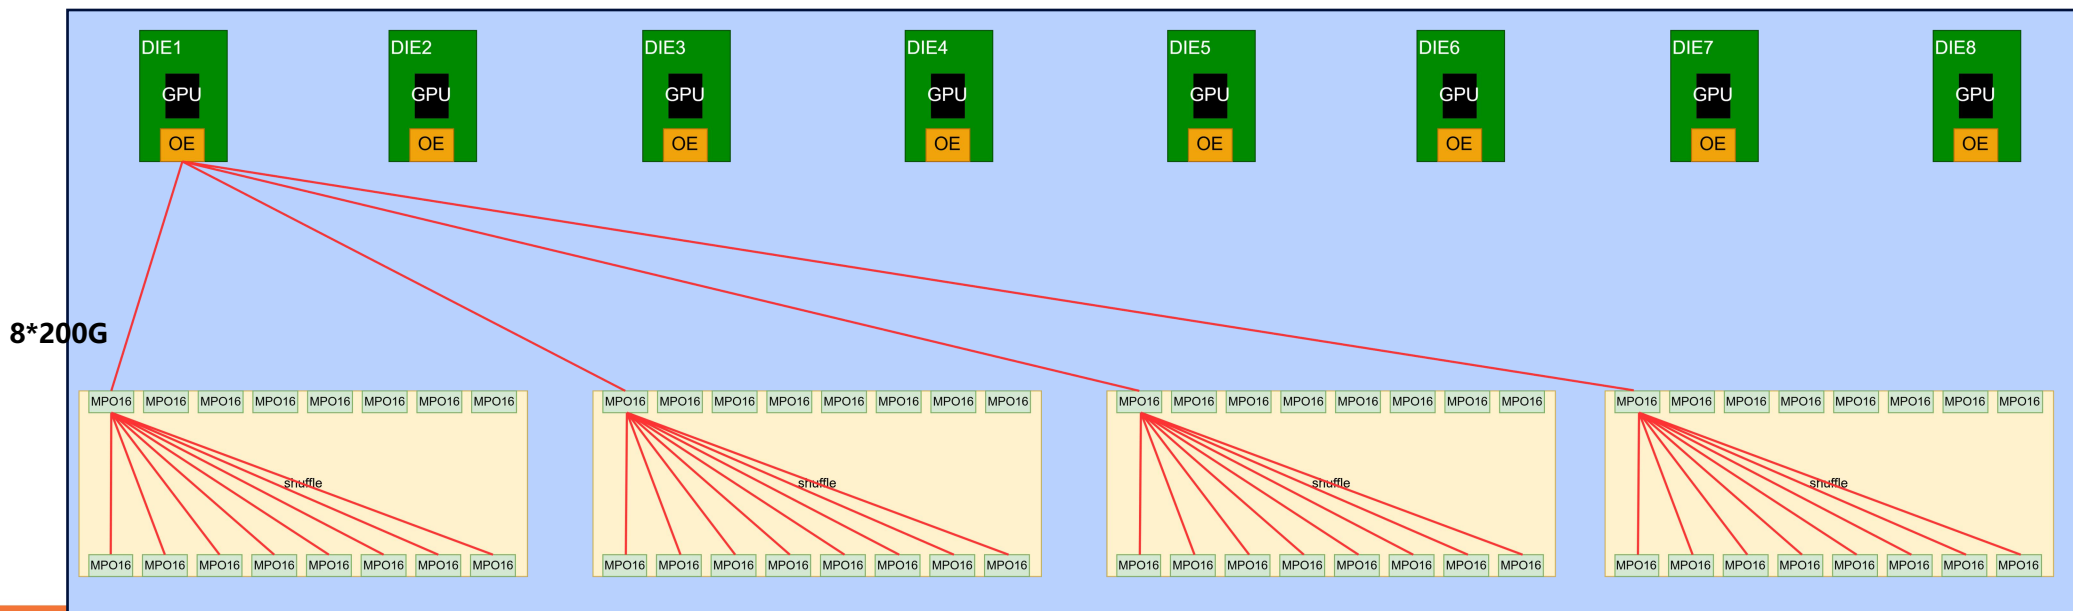 DIE1 DIE2 DIE3 DIE4 DIE5 DIE6 DIE7 DIE8
GPU GPU GPU GPU GPU GPU GPU GPU
OE OE OE OE OE OE OE OE
8*200G
MPO16 MPO16 MPO16 MPO16 MPO16 MPO16 MPO16 MPO16 MPO16 MPO16 MPO16 MPO16 MPO16 MPO16 MPO16 MPO16 MPO16 MPO16 MPO16 MPO16 MPO16 MPO16 MPO16 MPO16 MPO16 MPO16 MPO16 MPO16 MPO16 MPO16 MPO16 MPO16
shuffle shuffle shuffle shuffle
MPO16 MPO16 MPO16 MPO16 MPO16 MPO16 MPO16 MPO16 MPO16 MPO16 MPO16 MPO16 MPO16 MPO16 MPO16 MPO16 MPO16 MPO16 MPO16 MPO16 MPO16 MPO16 MPO16 MPO16 MPO16 MPO16 MPO16 MPO16 MPO16 MPO16 MPO16 MPO16